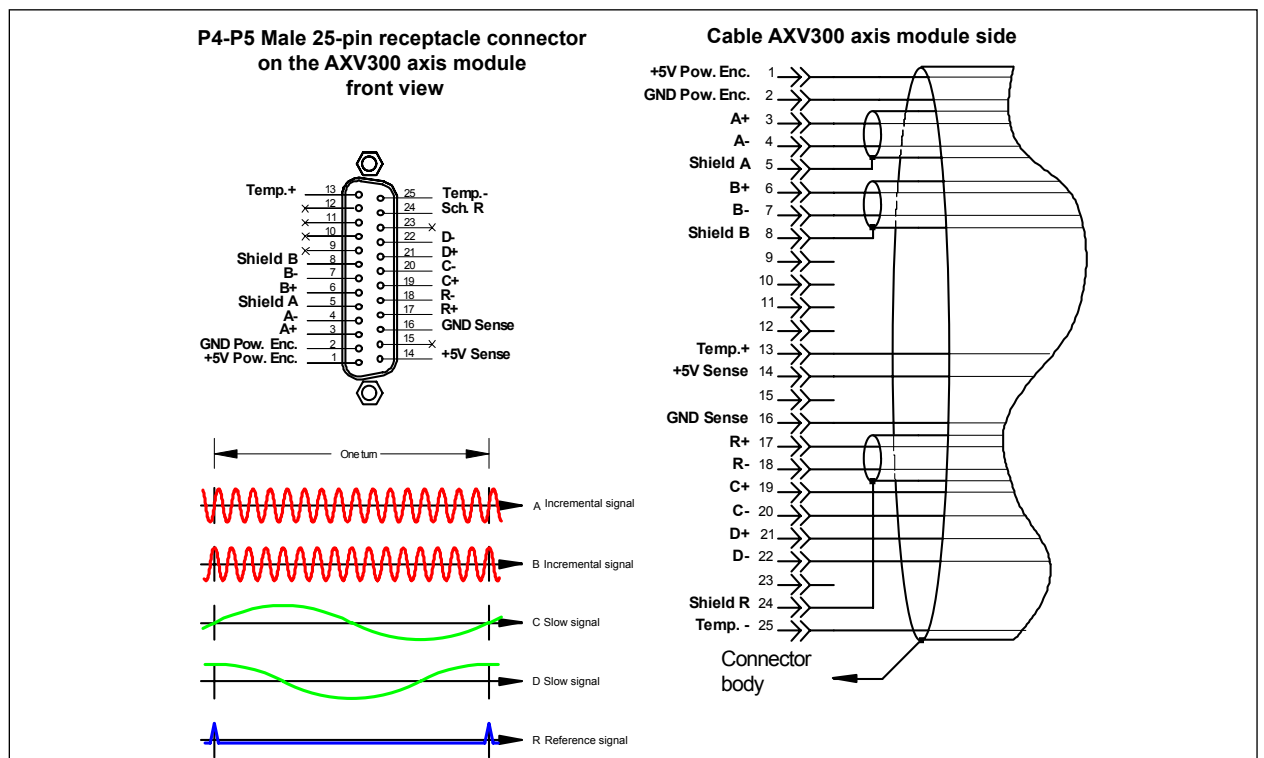 P4-P5 Male 25-pin receptacle connector
on the AXV300 axis module
front view
Temp.+ 13
12
11
10
9
Shield B 8
B- 7
B+ 6
Shield A 5
A- 4
A+ 3
GND Pow. Enc. 2
+5V Pow. Enc. 1
25 Temp.-
24 Sch. R
23
22 D-
21 D+
20 C-
19 C+
18 R-
17 R+
16 GND Sense
15
14 +5V Sense
One turn
A Incremental signal
B Incremental signal
C Slow signal
D Slow signal
R Reference signal
Cable AXV300 axis module side
+5V Pow. Enc. 1
GND Pow. Enc. 2
A+ 3
A- 4
Shield A 5
B+ 6
B- 7
Shield B 8
9
10
11
12
Temp.+ 13
+5V Sense 14
15
GND Sense 16
R+ 17
R- 18
C+ 19
C- 20
D+ 21
D- 22
23
Shield R 24
Temp. - 25
Connector
body